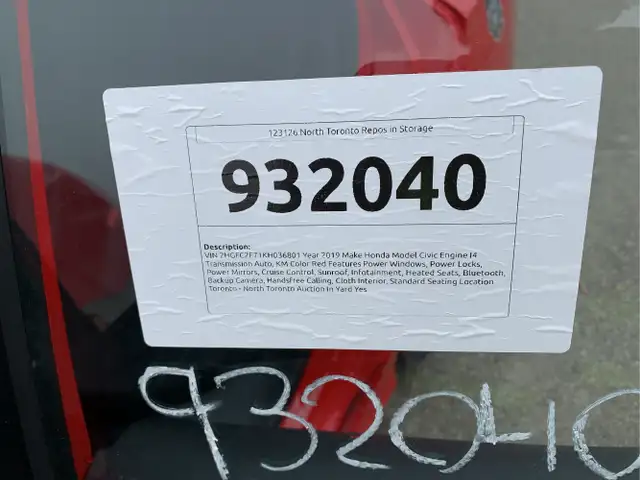 123126 North Toronto Repos in Storage
932040
Description:
Year 2019 Make Honda Model Civic Engine I4
Transmission Auto, KM Color Red Features Power Windows, Power Locks,
Power Mirrors, Cruise Control, Sunroof, Infotainment, Heated Seats, Bluetooth,
Backup Camera, Handsfree Calling, Cloth Interior, Standard Seating Location
Toronto - North Toronto Auction In Yard Yes
932040